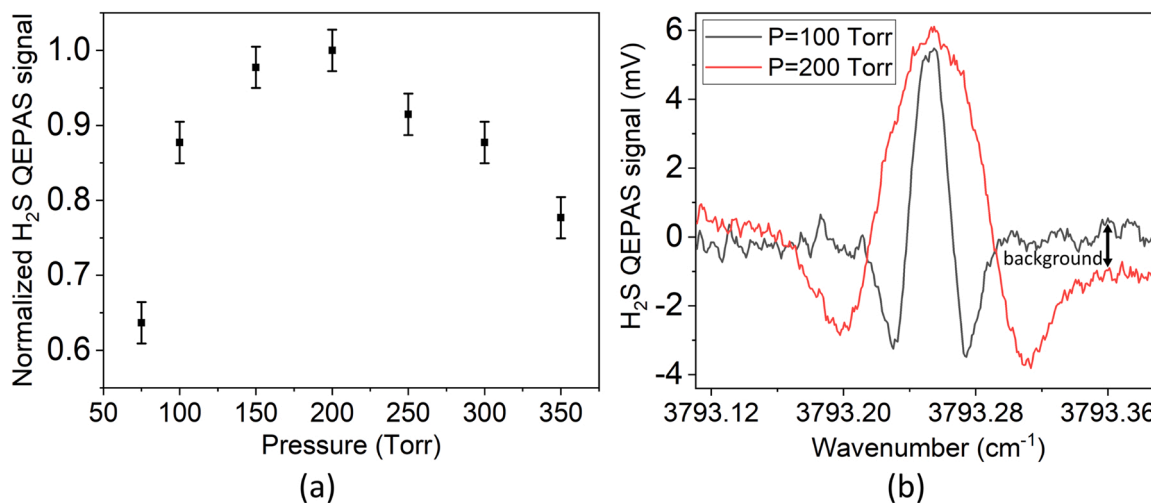 Normalized H₂S QEPAS signal
1.0
0.9
0.8
0.7
0.6
50 100 150 200 250 300 350
Pressure (Torr)
(a)
H₂S QEPAS signal (mV)
6
4
2
0
-2
-4
P=100 Torr
P=200 Torr
background
3793.12 3793.20 3793.28 3793.36
Wavenumber (cm⁻¹)
(b)